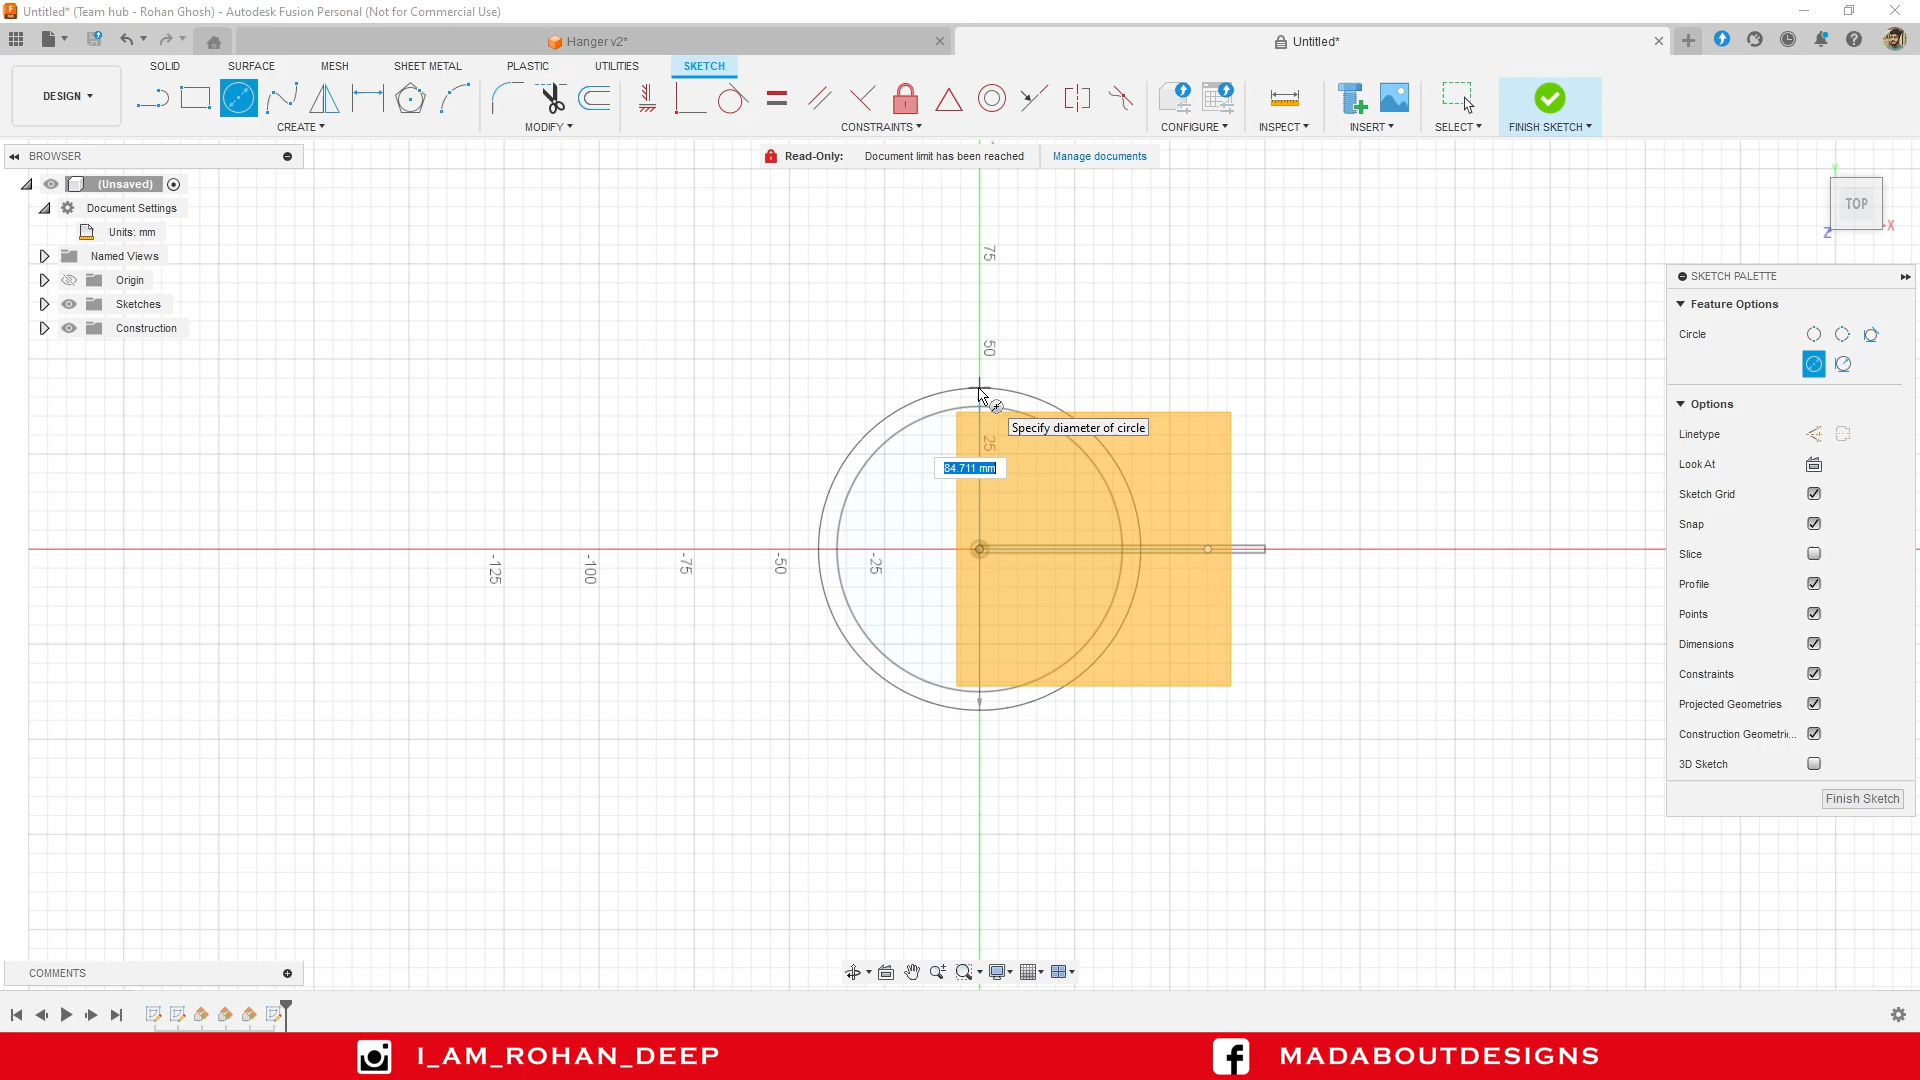 Untitled* (Team hub - Rohan Ghosh) - Autodesk Fusion Personal (Not for Commercial Use)
Hanger v2*
Untitled*
SOLID SURFACE MESH SHEET METAL PLASTIC UTILITIES SKETCH
DESIGN
CREATE MODIFY CONSTRAINTS CONFIGURE INSPECT INSERT SELECT FINISH SKETCH
BROWSER
Read-Only: Document limit has been reached Manage documents
(Unsaved)
Document Settings
Units: mm
Named Views
Origin
Sketches
Construction
TOP
Y
X
Z
75
50
25
-125
-100
-75
-50
-25
Specify diameter of circle
84.711 mm
SKETCH PALETTE
Feature Options
Circle
Options
Linetype
Look At
Sketch Grid
Snap
Slice
Profile
Points
Dimensions
Constraints
Projected Geometries
Construction Geometri...
3D Sketch
Finish Sketch
COMMENTS
I_AM_ROHAN_DEEP
MADABOUTDESIGNS